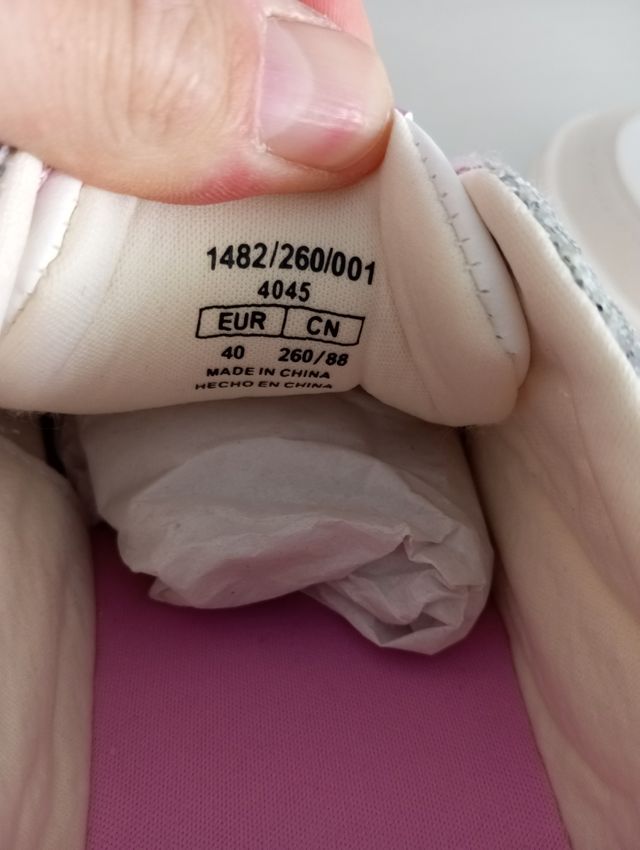 1482/260/001
4045
EUR CN
40 260/88
MADE IN CHINA
HECHO EN CHINA